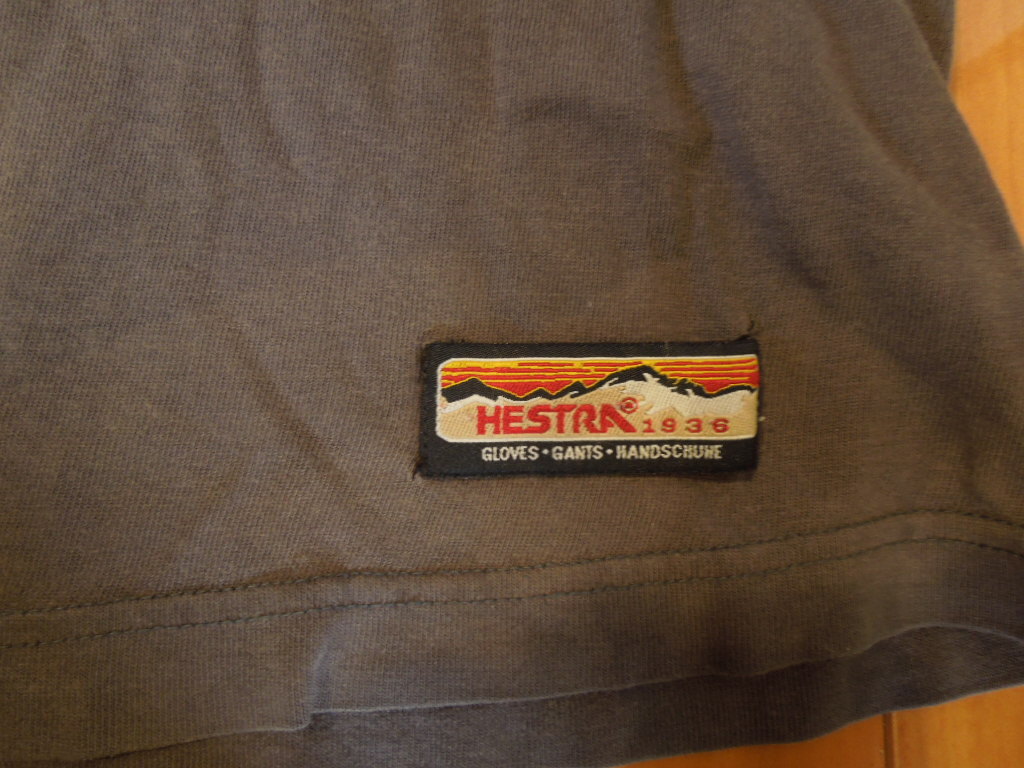 HESTRA® 1936
GLOVES • GANTS • HANDSCHUHE